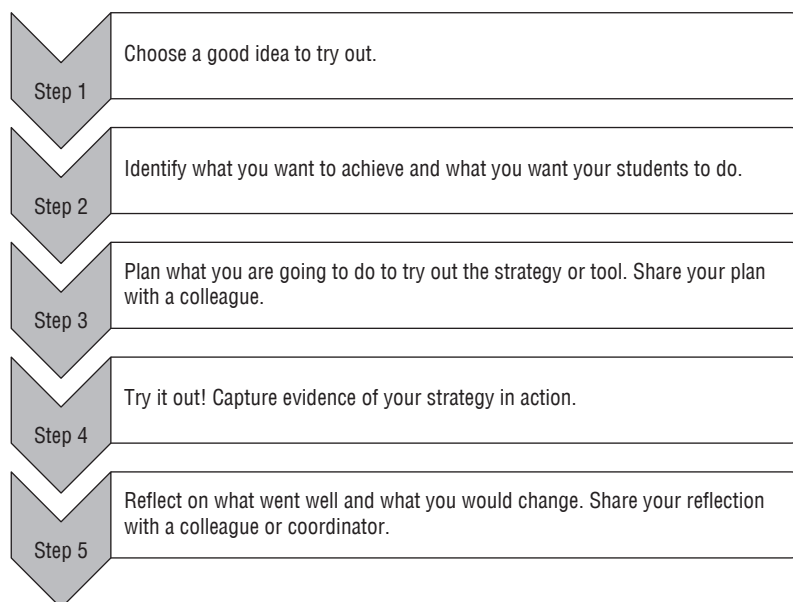 Step 1
Choose a good idea to try out.
Step 2
Identify what you want to achieve and what you want your students to do.
Step 3
Plan what you are going to do to try out the strategy or tool. Share your plan
with a colleague.
Step 4
Try it out! Capture evidence of your strategy in action.
Step 5
Reflect on what went well and what you would change. Share your reflection
with a colleague or coordinator.